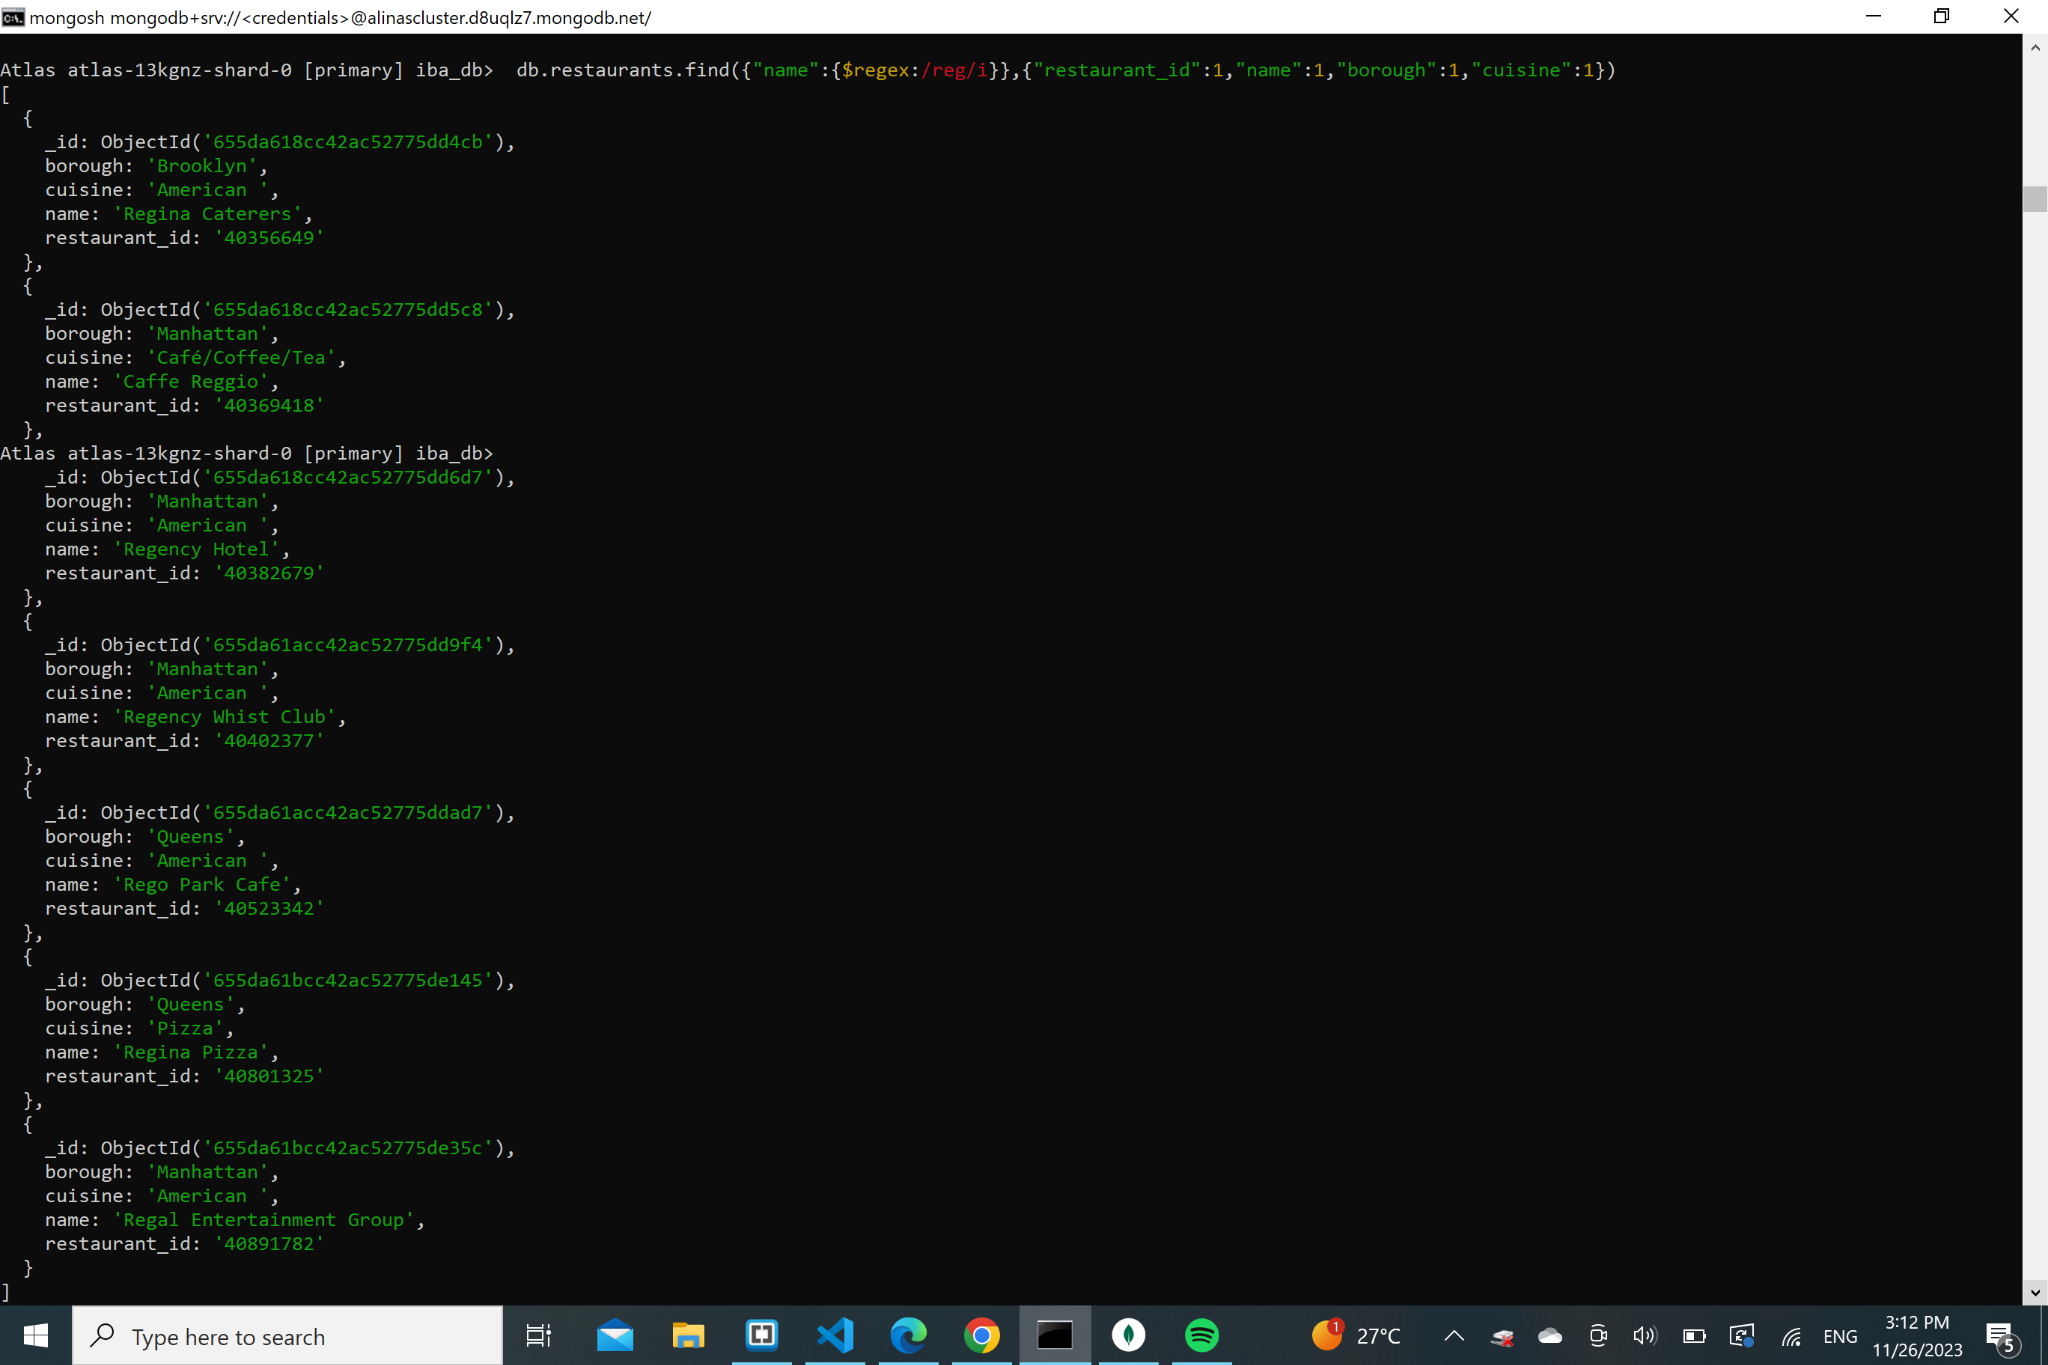 mongosh mongodb+srv://<credentials>@alinascluster.d8uqlz7.mongodb.net/
Atlas atlas-13kgnz-shard-0 [primary] iba_db>  db.restaurants.find({"name":{$regex:/reg/i}},{"restaurant_id":1,"name":1,"borough":1,"cuisine":1})
[
  {
    _id: ObjectId('655da618cc42ac52775dd4cb'),
    borough: 'Brooklyn',
    cuisine: 'American ',
    name: 'Regina Caterers',
    restaurant_id: '40356649'
  },
  {
    _id: ObjectId('655da618cc42ac52775dd5c8'),
    borough: 'Manhattan',
    cuisine: 'Café/Coffee/Tea',
    name: 'Caffe Reggio',
    restaurant_id: '40369418'
  },
Atlas atlas-13kgnz-shard-0 [primary] iba_db>
    _id: ObjectId('655da618cc42ac52775dd6d7'),
    borough: 'Manhattan',
    cuisine: 'American ',
    name: 'Regency Hotel',
    restaurant_id: '40382679'
  },
  {
    _id: ObjectId('655da61acc42ac52775dd9f4'),
    borough: 'Manhattan',
    cuisine: 'American ',
    name: 'Regency Whist Club',
    restaurant_id: '40402377'
  },
  {
    _id: ObjectId('655da61acc42ac52775ddad7'),
    borough: 'Queens',
    cuisine: 'American ',
    name: 'Rego Park Cafe',
    restaurant_id: '40523342'
  },
  {
    _id: ObjectId('655da61bcc42ac52775de145'),
    borough: 'Queens',
    cuisine: 'Pizza',
    name: 'Regina Pizza',
    restaurant_id: '40801325'
  },
  {
    _id: ObjectId('655da61bcc42ac52775de35c'),
    borough: 'Manhattan',
    cuisine: 'American ',
    name: 'Regal Entertainment Group',
    restaurant_id: '40891782'
  }
]
Type here to search
1
27°C
ENG
3:12 PM
11/26/2023
5